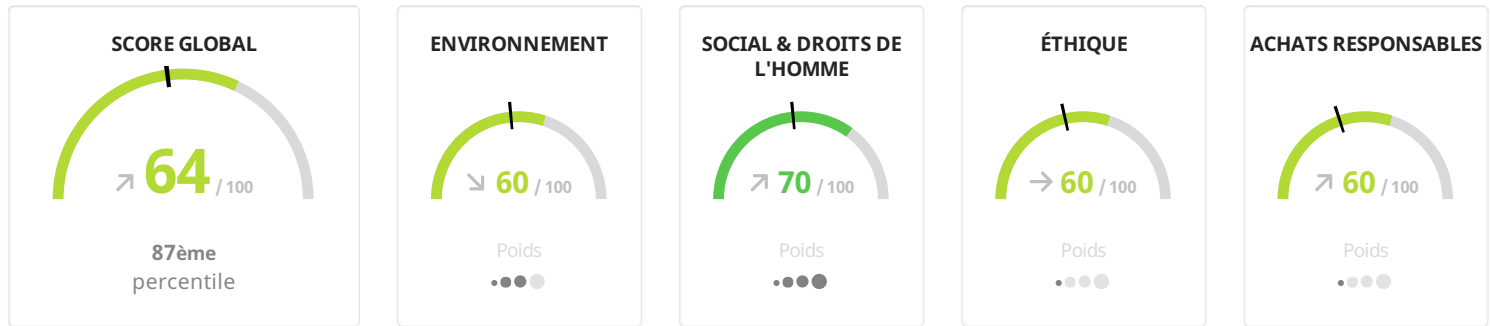 SCORE GLOBAL
64 / 100
87ème
percentile
ENVIRONNEMENT
60 / 100
Poids
SOCIAL & DROITS DE
L'HOMME
70 / 100
Poids
ÉTHIQUE
60 / 100
Poids
ACHATS RESPONSABLES
60 / 100
Poids